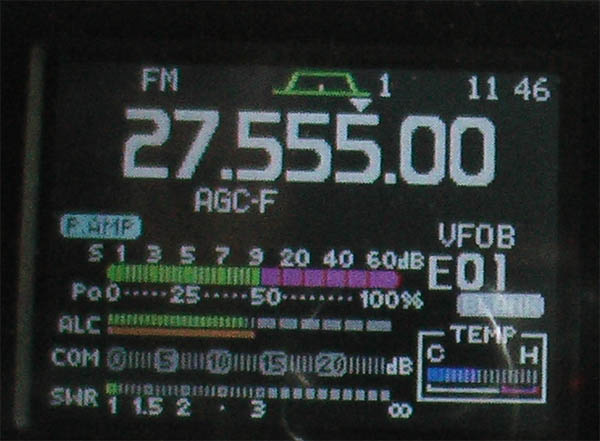 FM 1 11 46
27.555.00
AGC-F
P.AMP
VFOB
S 1 3 5 7 9 20 40 60dB
E01
Po 0 25 50 100%
BLANK
ALC
TEMP
C H
COM 0 5 10 15 20 dB
SWR 1 1.5 2 3 ∞